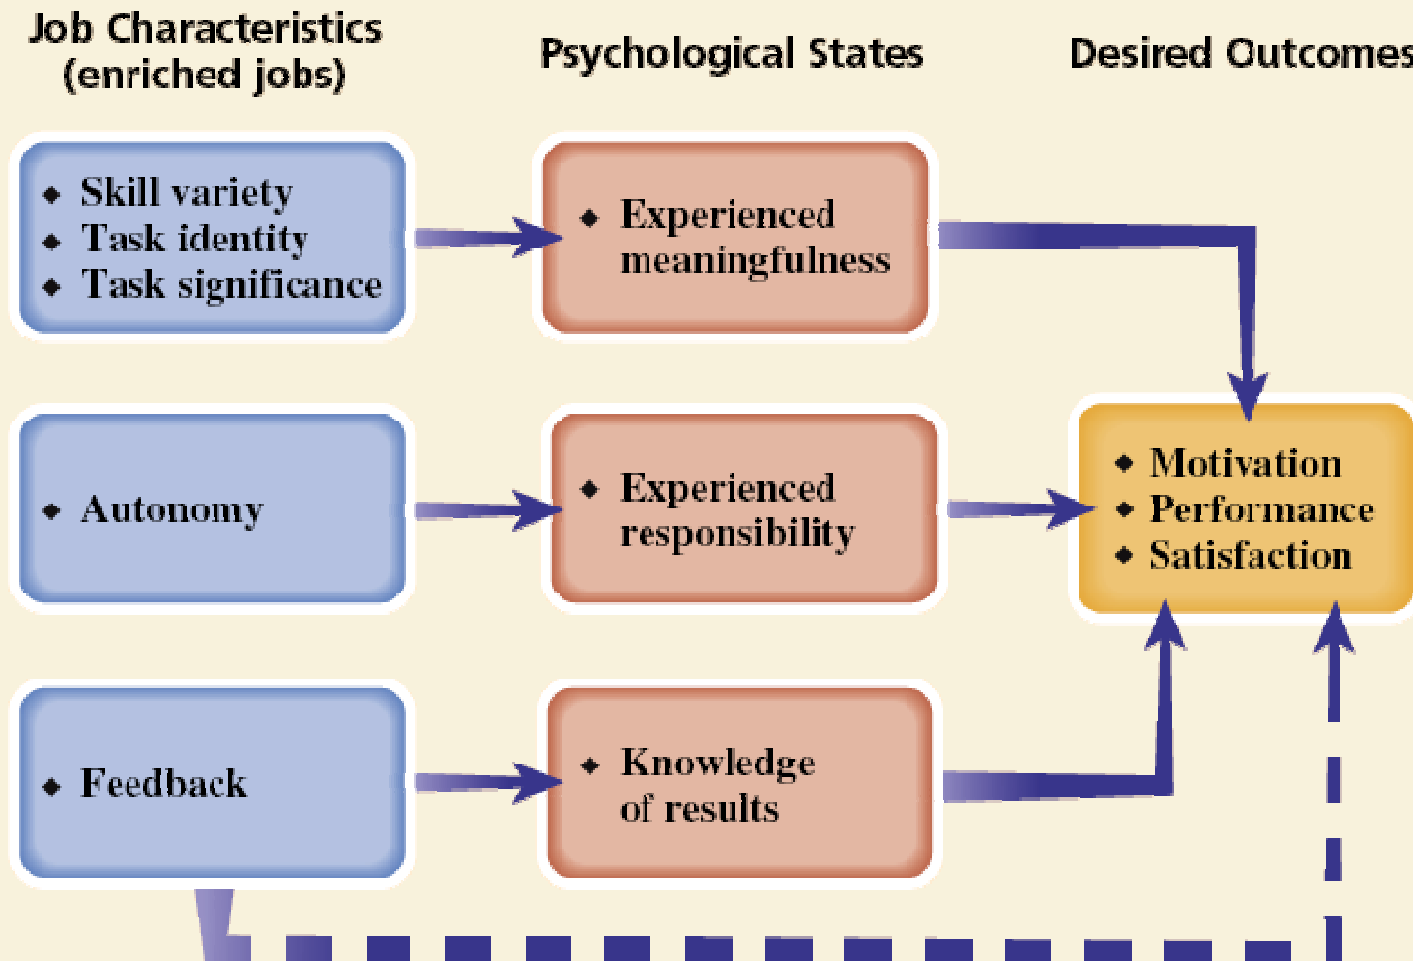 Job Characteristics
(enriched jobs)
Psychological States
Desired Outcomes
◆ Skill variety
◆ Task identity
◆ Task significance
◆ Experienced
meaningfulness
◆ Autonomy
◆ Experienced
responsibility
◆ Motivation
◆ Performance
◆ Satisfaction
◆ Feedback
◆ Knowledge
of results